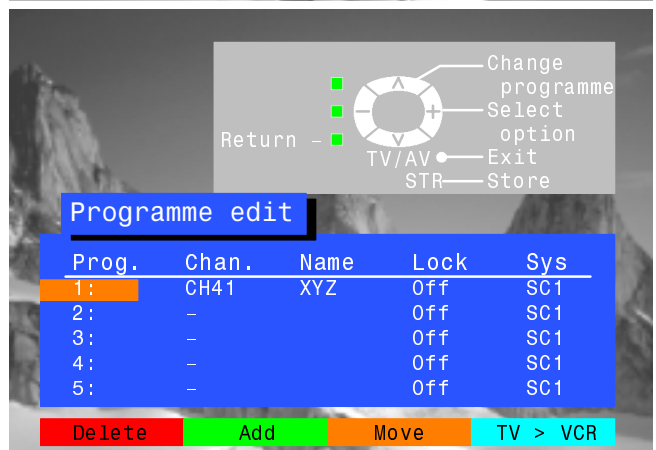 Change
programme
Select
option
Return –
TV/AV
Exit
STR
Store
Programme edit
Prog. Chan. Name Lock Sys
1: CH41 XYZ Off SC1
2: – Off SC1
3: – Off SC1
4: – Off SC1
5: – Off SC1
Delete Add Move TV > VCR